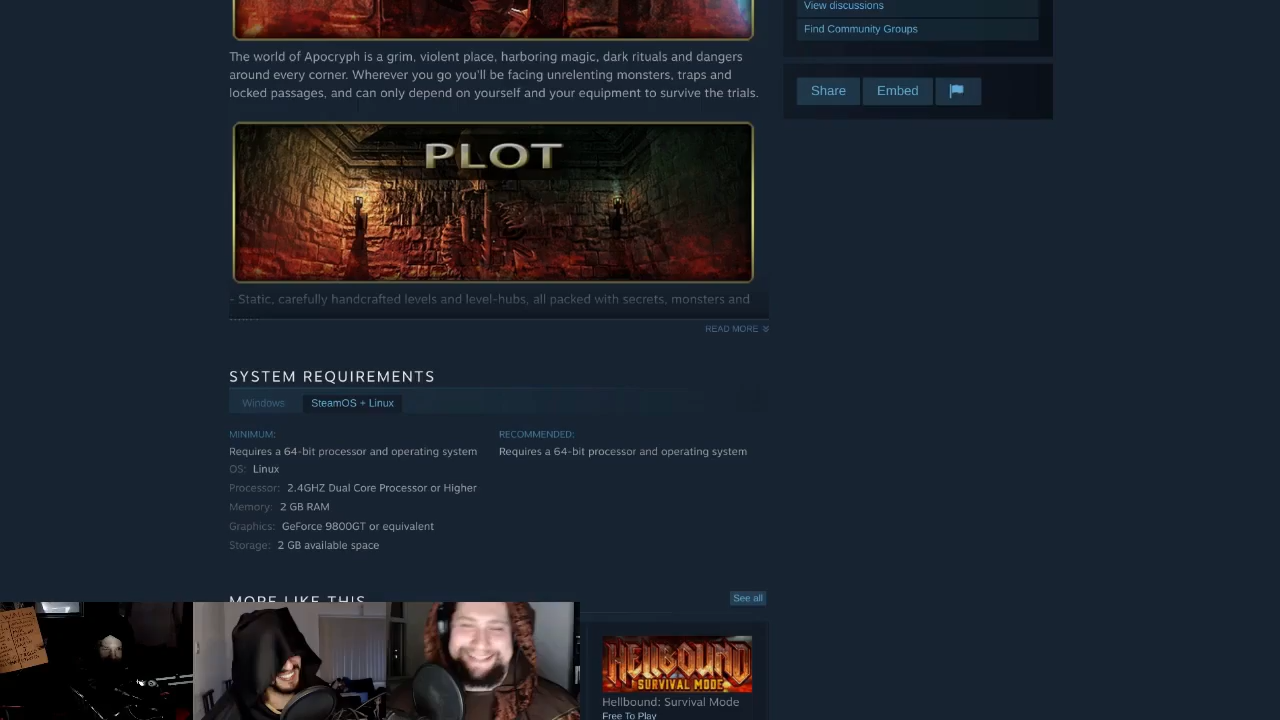 View discussions
Find Community Groups
Share Embed
The world of Apocryph is a grim, violent place, harboring magic, dark rituals and dangers
around every corner. Wherever you go you'll be facing unrelenting monsters, traps and
locked passages, and can only depend on yourself and your equipment to survive the trials.
PLOT
- Static, carefully handcrafted levels and level-hubs, all packed with secrets, monsters and
READ MORE
SYSTEM REQUIREMENTS
Windows SteamOS + Linux
MINIMUM:
Requires a 64-bit processor and operating system
OS: Linux
Processor: 2.4GHZ Dual Core Processor or Higher
Memory: 2 GB RAM
Graphics: GeForce 9800GT or equivalent
Storage: 2 GB available space
RECOMMENDED:
Requires a 64-bit processor and operating system
MORE LIKE THIS
See all
HELLBOUND
SURVIVAL MODE
Hellbound: Survival Mode
Free To Play